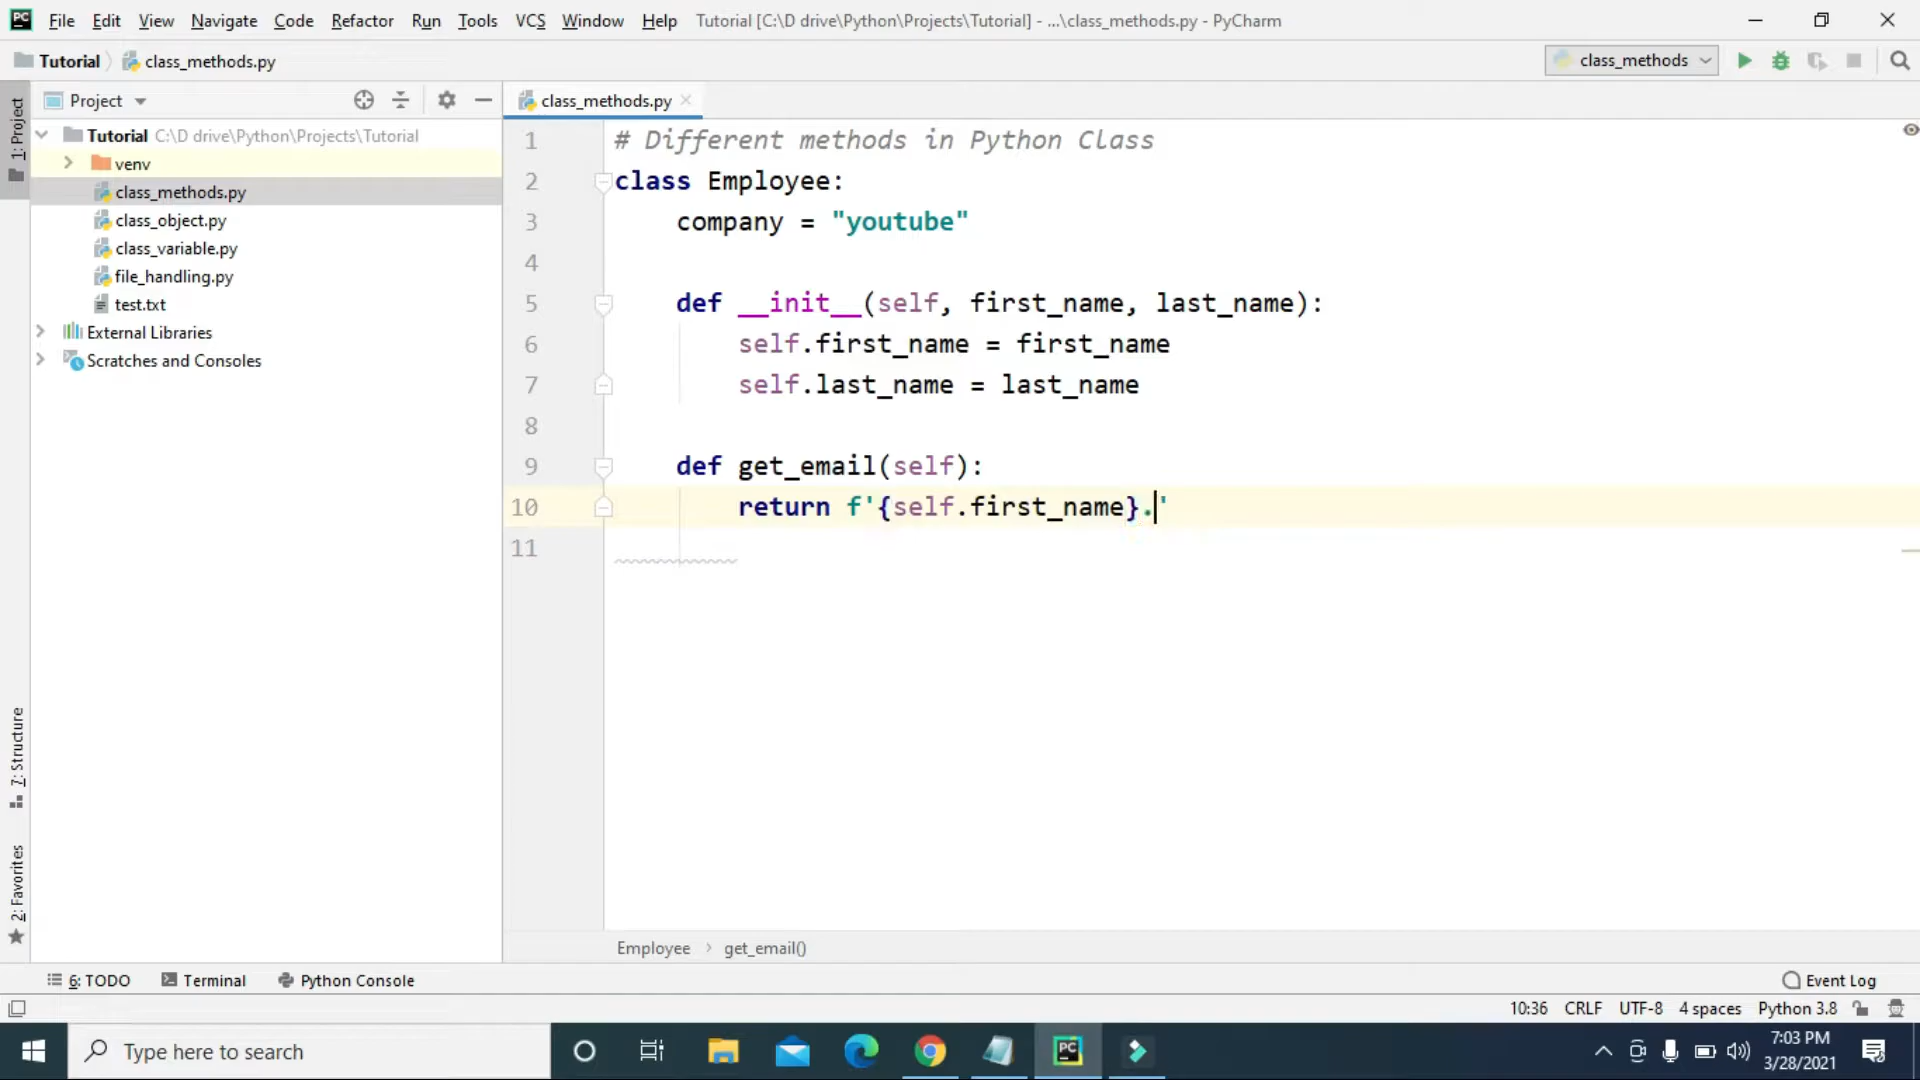 PC File Edit View Navigate Code Refactor Run Tools VCS Window Help Tutorial [C:\D drive\Python\Projects\Tutorial] - ...\class_methods.py - PyCharm
Tutorial class_methods.py class_methods
1: Project
Project
class_methods.py
Tutorial C:\D drive\Python\Projects\Tutorial
venv
class_methods.py
class_object.py
class_variable.py
file_handling.py
test.txt
External Libraries
Scratches and Consoles
1 # Different methods in Python Class
2 class Employee:
3 company = "youtube"
4
5 def __init__(self, first_name, last_name):
6 self.first_name = first_name
7 self.last_name = last_name
8
9 def get_email(self):
10 return f'{self.first_name}.'
11
7: Structure
2: Favorites
Employee › get_email()
6: TODO Terminal Python Console Event Log
10:36 CRLF UTF-8 4 spaces Python 3.8
Type here to search
PC
7:03 PM
3/28/2021